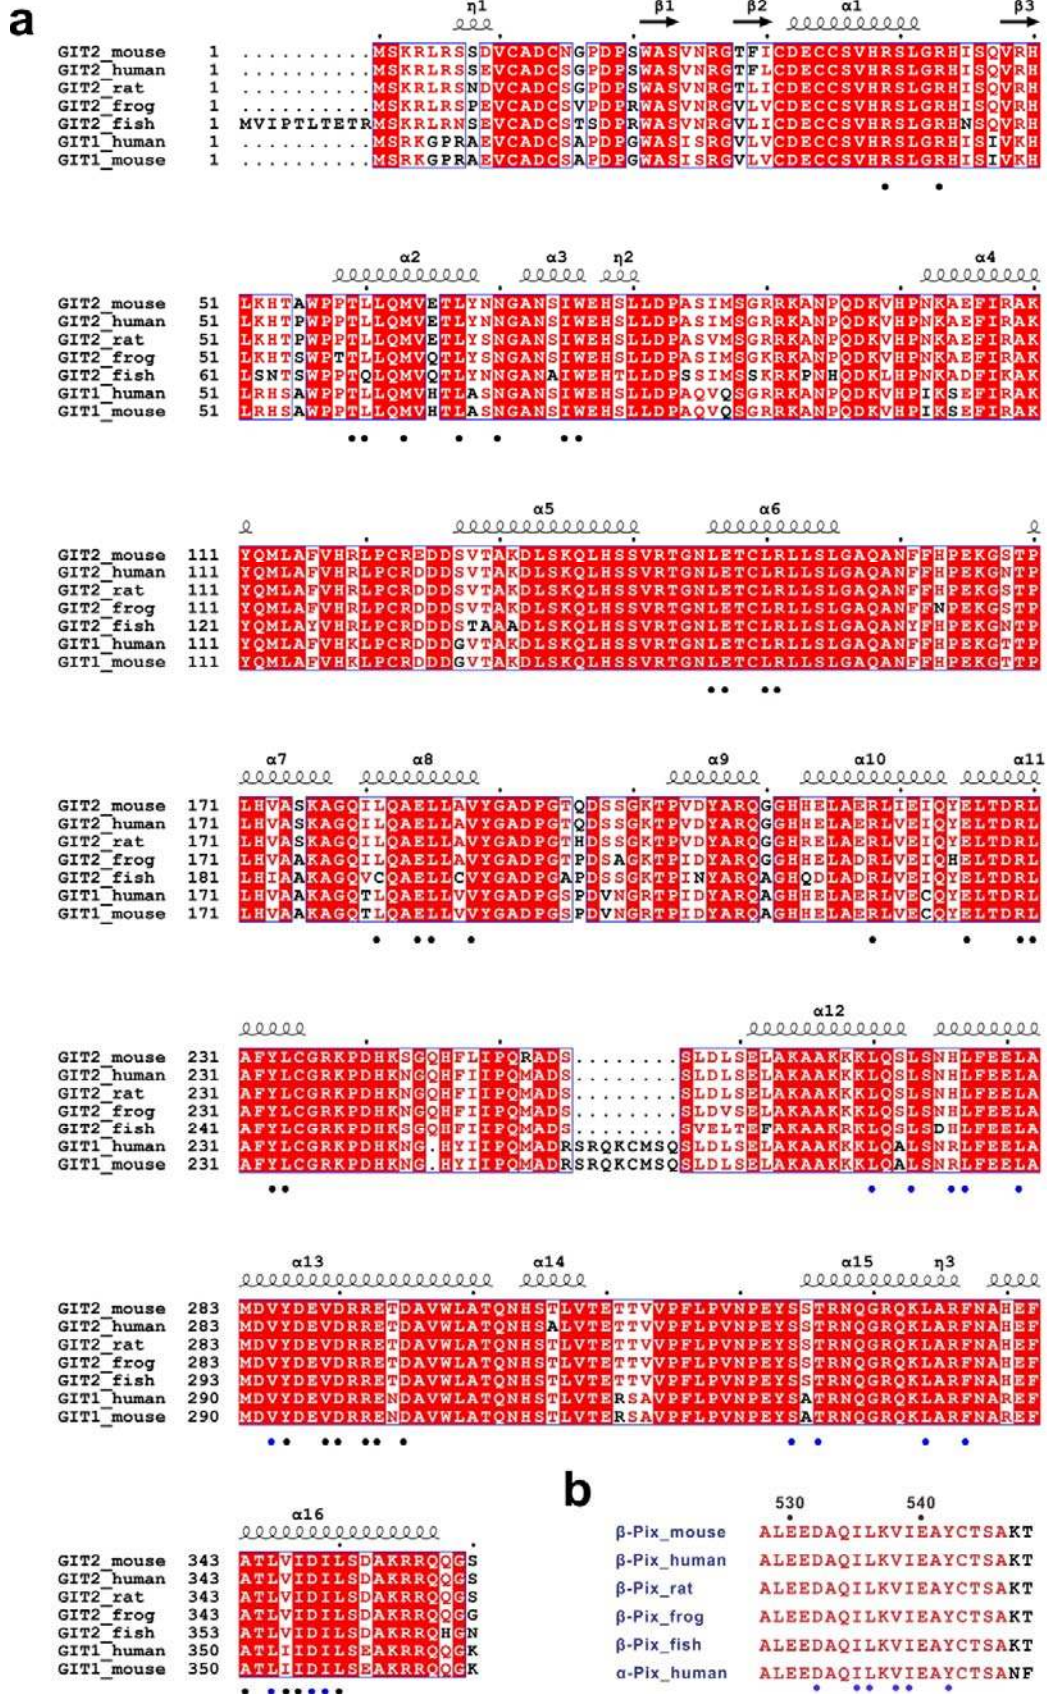 a
η1 β1 β2 α1 β3
GIT2_mouse 1 ..........MSKRLRSSDVCADCNGPDPSWASVNRGTFICDECCSVHRSLGRHISQVRH
GIT2_human 1 ..........MSKRLRSSEVCADCSGPDPSWASVNRGTFLCDECCSVHRSLGRHISQVRH
GIT2_rat 1 ..........MSKRLRSNDVCADCSGPDPSWASVNRGTLICDECCSVHRSLGRHISQVRH
GIT2_frog 1 ..........MSKRLRSPEVCADCSVPDPRWASVNRGVLVCDECCSVHRSLGRHISQVRH
GIT2_fish 1 MVIPTLTETRMSKRLRNSEVCADCSTSDPRWASVNRGVLICDECCSVHRSLGRHNSQVRH
GIT1_human 1 ..........MSRKGPRAEVCADCSAPDPGWASISRGVLVCDECCSVHRSLGRHISIVKH
GIT1_mouse 1 ..........MSRKGPRAEVCADCSAPDPGWASISRGVLVCDECCSVHRSLGRHISIVKH
α2 α3 η2 α4
GIT2_mouse 51 LKHTAWPPTLLQMVETLYNNGANSIWEHSLLDPASIMSGRRKANPQDKVHPNKAEFIRAK
GIT2_human 51 LKHTPWPPTLLQMVETLYNNGANSIWEHSLLDPASIMSGRRKANPQDKVHPNKAEFIRAK
GIT2_rat 51 LKHTPWPPTLLQMVETLYNNGANSIWEHSLLDPASVMSGRRKANPQDKVHPNKAEFIRAK
GIT2_frog 51 LKHTSWPTTLLQMVQTLYSNGANSIWEHSLLDPASIMSGKRKANPQDKVHPNKAEFIRAK
GIT2_fish 61 LSNTSWPPTQLQMVQTLYNNGANAIWEHTLLDPSSIMSSKRKPNHQDKLHPNKADFIKAK
GIT1_human 51 LRHSAWPPTLLQMVHTLASNGANSIWEHSLLDPAQVQSGRRKANPQDKVHPIKSEFIRAK
GIT1_mouse 51 LRHSAWPPTLLQMVHTLASNGANSIWEHSLLDPAQVQSGRRKANPQDKVHPIKSEFIRAK
α5 α6
GIT2_mouse 111 YQMLAFVHRLPCREDDSVTAKDLSKQLHSSVRTGNLETCLRLLSLGAQANFFHPEKGSTP
GIT2_human 111 YQMLAFVHRLPCRDDDSVTAKDLSKQLHSSVRTGNLETCLRLLSLGAQANFFHPEKGNTP
GIT2_rat 111 YQMLAFVHRLPCRDDDSVTAKDLSKQLHSSVRTGNLETCLRLLSLGAQANFFHPEKGSTP
GIT2_frog 111 YQMLAFVHRLPCRDDDSVTAKDLSKQLHSSVRTGNLETCLRLLSLGAQANFFNPEKGSTP
GIT2_fish 121 YQMLAYVHRLPCRDDDSTAAADLSKQLHSSVRTGNLETCLRLLSLGAQANYFHPEKGNTP
GIT1_human 111 YQMLAFVHKLPCRDDDGVTAKDLSKQLHSSVRTGNLETCLRLLSLGAQANFFHPEKGTTP
GIT1_mouse 111 YQMLAFVHKLPCRDDDGVTAKDLSKQLHSSVRTGNLETCLRLLSLGAQANFFHPEKGTTP
α7 α8 α9 α10 α11
GIT2_mouse 171 LHVASKAGQILQAELLAVYGADPGTQDSSGKTPVDYARQGGHHELAERLIEIQYELTDRL
GIT2_human 171 LHVASKAGQILQAELLAVYGADPGTQDSSGKTPVDYARQGGHHELAERLVEIQYELTDRL
GIT2_rat 171 LHVASKAGQILQAELLAVYGADPGTHDSSGKTPVDYARQGGHRELAERLVEIQYELTDRL
GIT2_frog 171 LHVAAKAGQILQAELLAVYGADPGTPDSAGKTPIDYARQGGHHELADRLVEIQHELTDRL
GIT2_fish 181 LHIAAKAGQVCQAELLCVYGADPGAPDSSGKTPINYARQAGHQDLADRLVEIQYELTDRL
GIT1_human 171 LHVAAKAGQTLQAELLVVYGADPGSPDVNGRTPIDYARQAGHHELAERLVECQYELTDRL
GIT1_mouse 171 LHVAAKAGQTLQAELLVVYGADPGSPDVNGRTPIDYARQAGHHELAERLVECQYELTDRL
α12
GIT2_mouse 231 AFYLCGRKPDHKSGQHFLIPQRADS........SLDLSELAKAAKKKLQSLSNHLFEELA
GIT2_human 231 AFYLCGRKPDHKNGQHFIIPQMADS........SLDLSELAKAAKKKLQSLSNHLFEELA
GIT2_rat 231 AFYLCGRKPDHKNGQHFIIPQMADS........SLDLSELAKAAKKKLQSLSNHLFEELA
GIT2_frog 231 AFYLCGRKPDHKNGQHFIIPQMADS........SLDVSELAKAAKKKLQSLSNHLFEELA
GIT2_fish 241 AFYLCGRKPDHKNGQHFIIPQMADS........SVELTEFAKAAKRKLQSLSDHLFEELA
GIT1_human 231 AFYLCGRKPDHKNG.HYIIPQMADRSRQKCMSQSLDLSELAKAAKKKLQALSNRLFEELA
GIT1_mouse 231 AFYLCGRKPDHKNG.HYIIPQMADRSRQKCMSQSLDLSELAKAAKKKLQALSNRLFEELA
α13 α14 α15 η3
GIT2_mouse 283 MDVYDEVDRRETDAVWLATQNHSTLVTETTVVPFLPVNPEYSSTRNQGRQKLARFNAHEF
GIT2_human 283 MDVYDEVDRRETDAVWLATQNHSALVTETTVVPFLPVNPEYSSTRNQGRQKLARFNAHEF
GIT2_rat 283 MDVYDEVDRRETDAVWLATQNHSTLVTETTVVPFLPVNPEYSSTRNQGRQKLARFNAHEF
GIT2_frog 283 MDVYDEVDRRETDAVWLATQNHSTLVTETTVVPFLPVNPEYSSTRNQGRQKLARFNAHEF
GIT2_fish 293 MDVYDEVDRRETDAVWLATQNHSTLVTETTVVPFLPVNPEYSSTRNQGRQKLARFNAHEF
GIT1_human 290 MDVYDEVDRRENDAVWLATQNHSTLVTERSAVPFLPVNPEYSATRNQGRQKLARFNAREF
GIT1_mouse 290 MDVYDEVDRRENDAVWLATQNHSTLVTERSAVPFLPVNPEYSATRNQGRQKLARFNAREF
α16
GIT2_mouse 343 ATLVIDILSDAKRRQQGS
GIT2_human 343 ATLVIDILSDAKRRQQGS
GIT2_rat 343 ATLVIDILSDAKRRQQGS
GIT2_frog 343 ATLVIDILSDAKRRQQGG
GIT2_fish 353 ATLVIDILSDAKRRQHGN
GIT1_human 350 ATLIIDILSEAKRRQQGK
GIT1_mouse 350 ATLIIDILSEAKRRQQGK
b
530 540
β-Pix_mouse ALEEDAQILKVIEAYCTSAKT
β-Pix_human ALEEDAQILKVIEAYCTSAKT
β-Pix_rat ALEEDAQILKVIEAYCTSAKT
β-Pix_frog ALEEDAQILKVIEAYCTSAKT
β-Pix_fish ALEEDAQILKVIEAYCTSAKT
α-Pix_human ALEEDAQILKVIEAYCTSANF